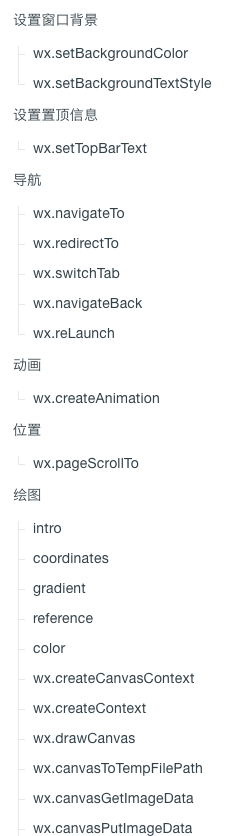 设置窗口背景
wx.setBackgroundColor
wx.setBackgroundTextStyle
设置置顶信息
wx.setTopBarText
导航
wx.navigateTo
wx.redirectTo
wx.switchTab
wx.navigateBack
wx.reLaunch
动画
wx.createAnimation
位置
wx.pageScrollTo
绘图
intro
coordinates
gradient
reference
color
wx.createCanvasContext
wx.createContext
wx.drawCanvas
wx.canvasToTempFilePath
wx.canvasGetImageData
wx.canvasPutImageData